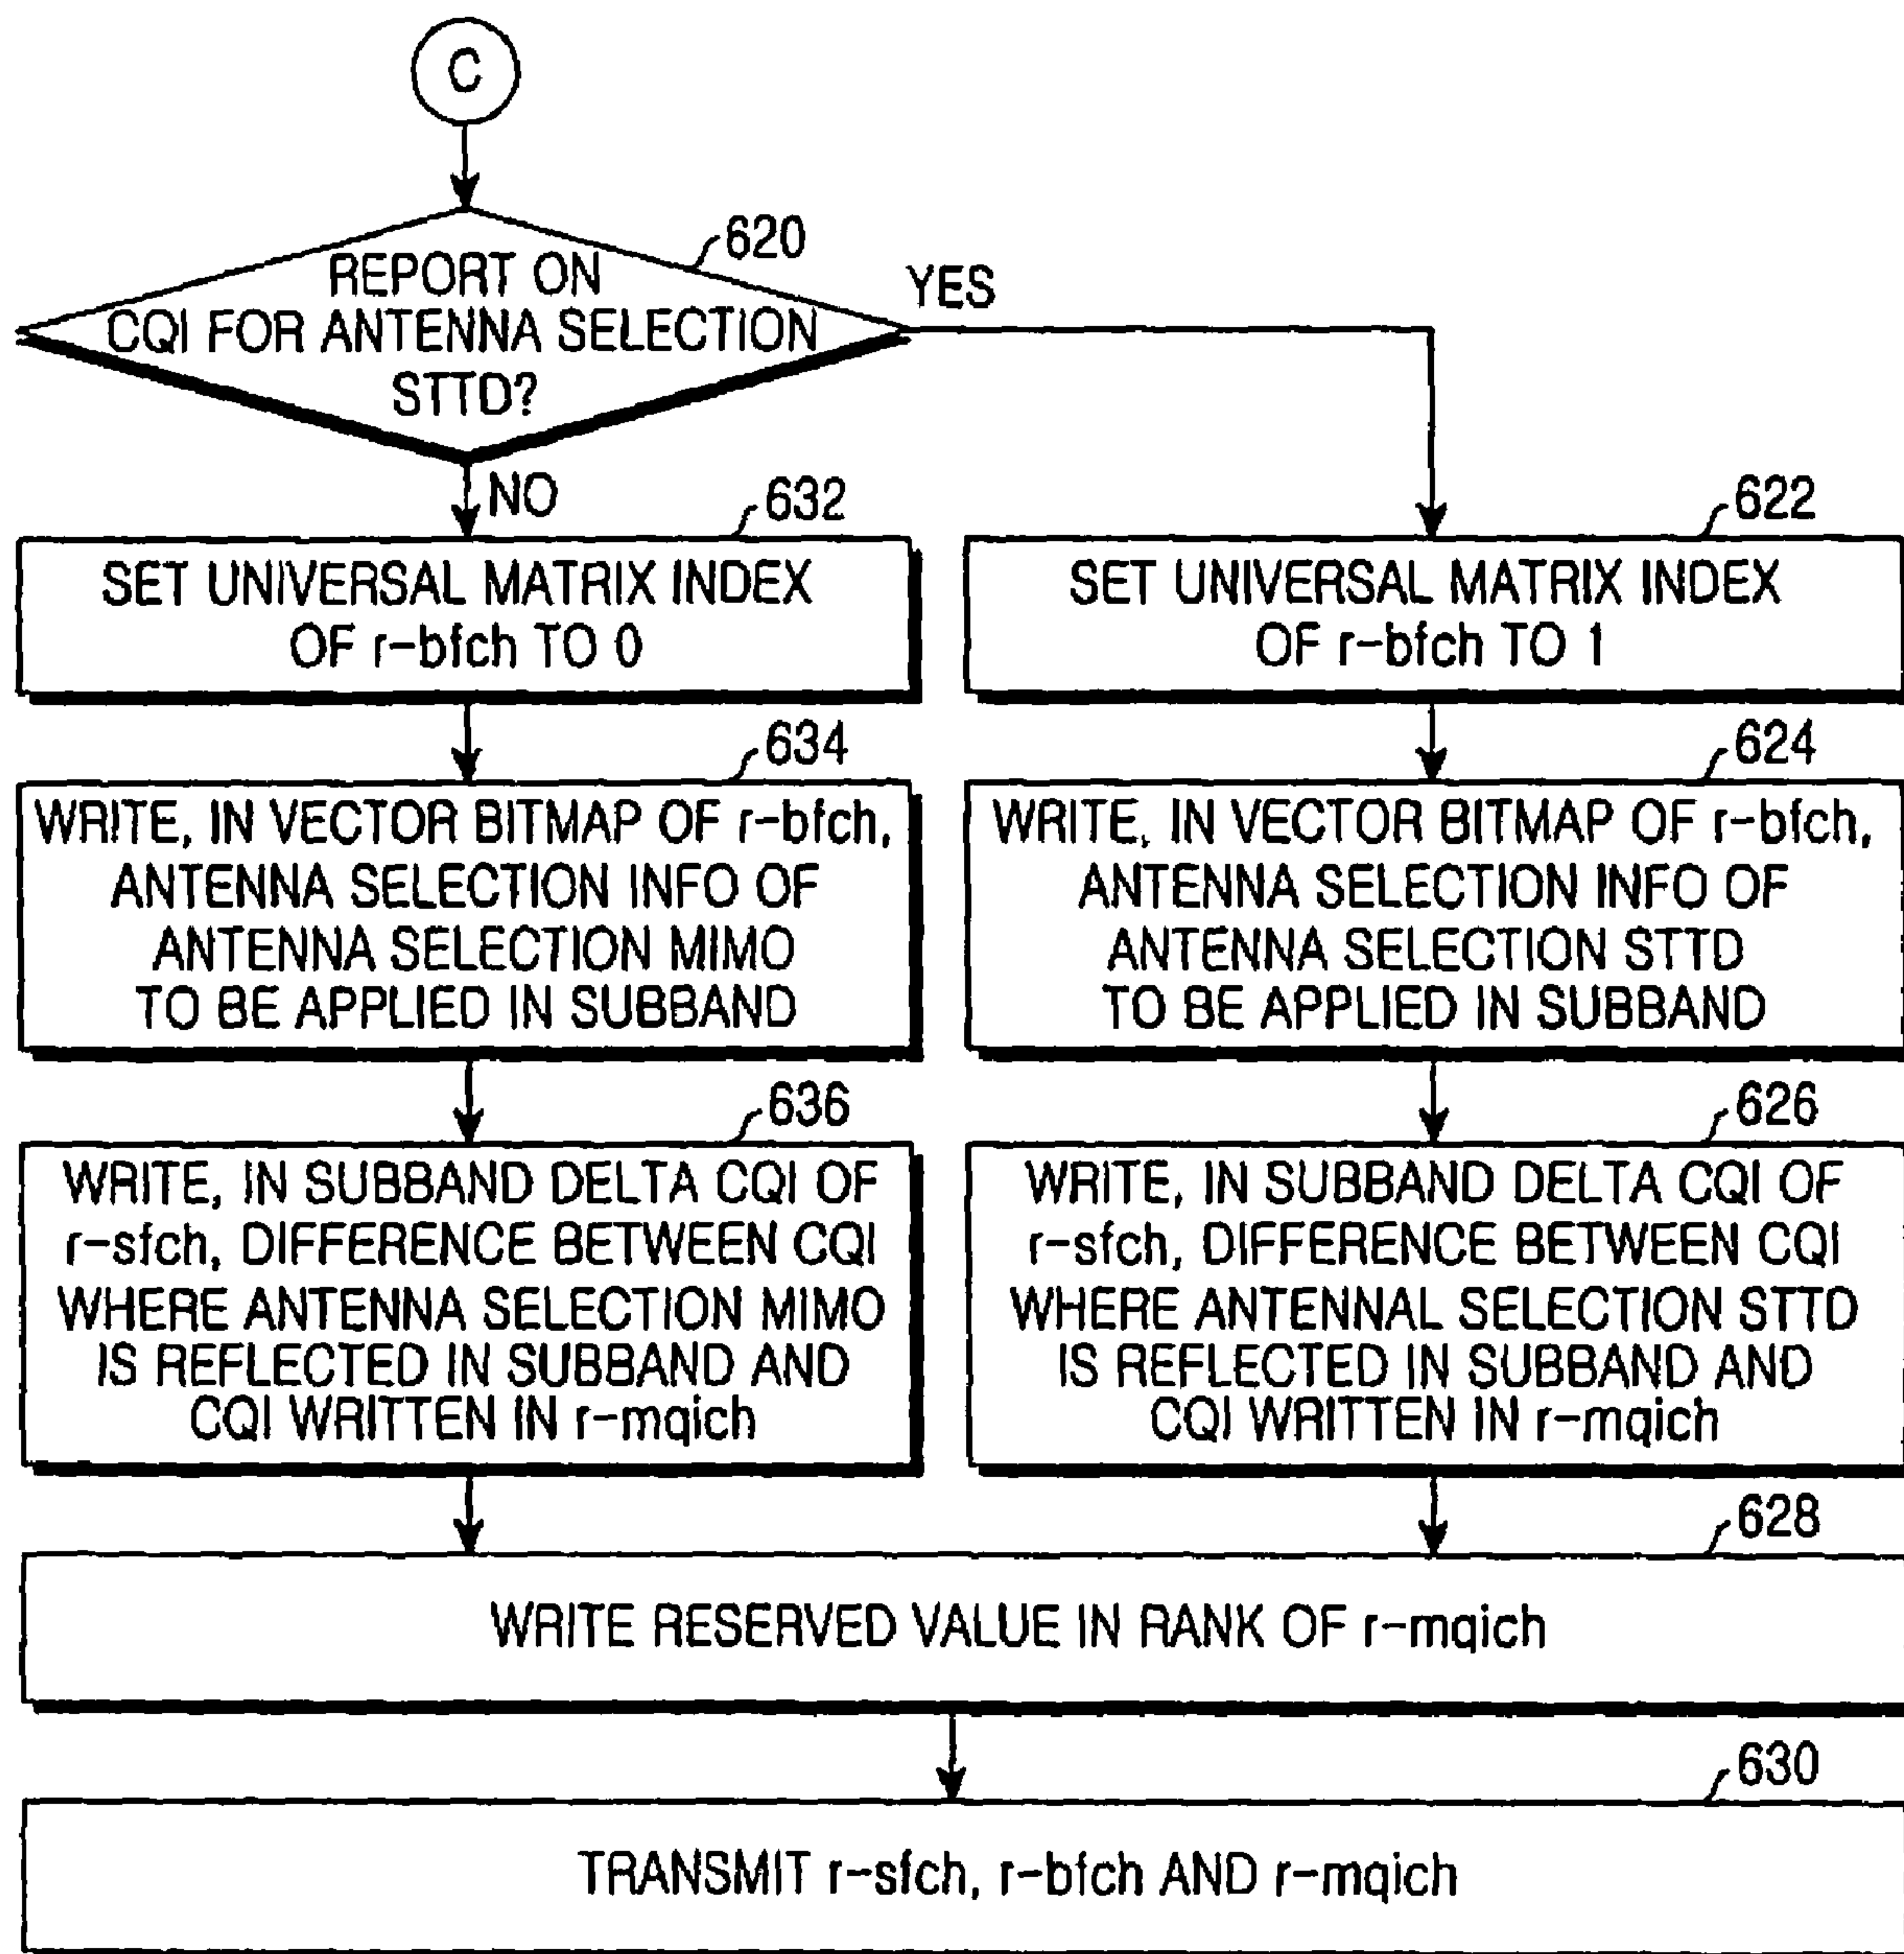 C
620
REPORT ON
CQI FOR ANTENNA SELECTION
STTD?
YES
NO
632
SET UNIVERSAL MATRIX INDEX
OF r-bfch TO 0
634
WRITE, IN VECTOR BITMAP OF r-bfch,
ANTENNA SELECTION INFO OF
ANTENNA SELECTION MIMO
TO BE APPLIED IN SUBBAND
636
WRITE, IN SUBBAND DELTA CQI OF
r-sfch, DIFFERENCE BETWEEN CQI
WHERE ANTENNA SELECTION MIMO
IS REFLECTED IN SUBBAND AND
CQI WRITTEN IN r-mqich
622
SET UNIVERSAL MATRIX INDEX
OF r-bfch TO 1
624
WRITE, IN VECTOR BITMAP OF r-bfch,
ANTENNA SELECTION INFO OF
ANTENNA SELECTION STTD
TO BE APPLIED IN SUBBAND
626
WRITE, IN SUBBAND DELTA CQI OF
r-sfch, DIFFERENCE BETWEEN CQI
WHERE ANTENNAL SELECTION STTD
IS REFLECTED IN SUBBAND AND
CQI WRITTEN IN r-mqich
628
WRITE RESERVED VALUE IN RANK OF r-mqich
630
TRANSMIT r-sfch, r-bfch AND r-mqich